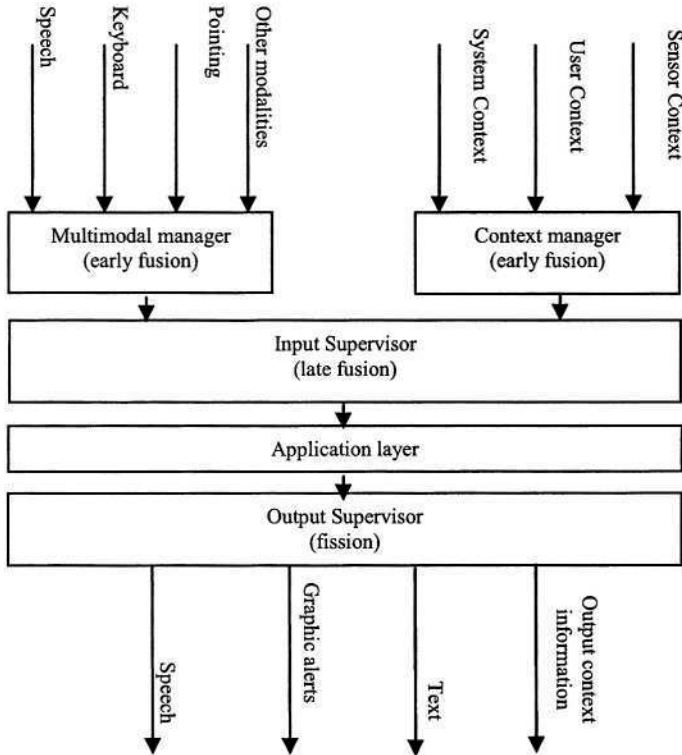 Speech
Keyboard
Pointing
Other modalities
System Context
User Context
Sensor Context
Multimodal manager
(early fusion)
Context manager
(early fusion)
Input Supervisor
(late fusion)
Application layer
Output Supervisor
(fission)
Speech
Graphic alerts
Text
Output context
information